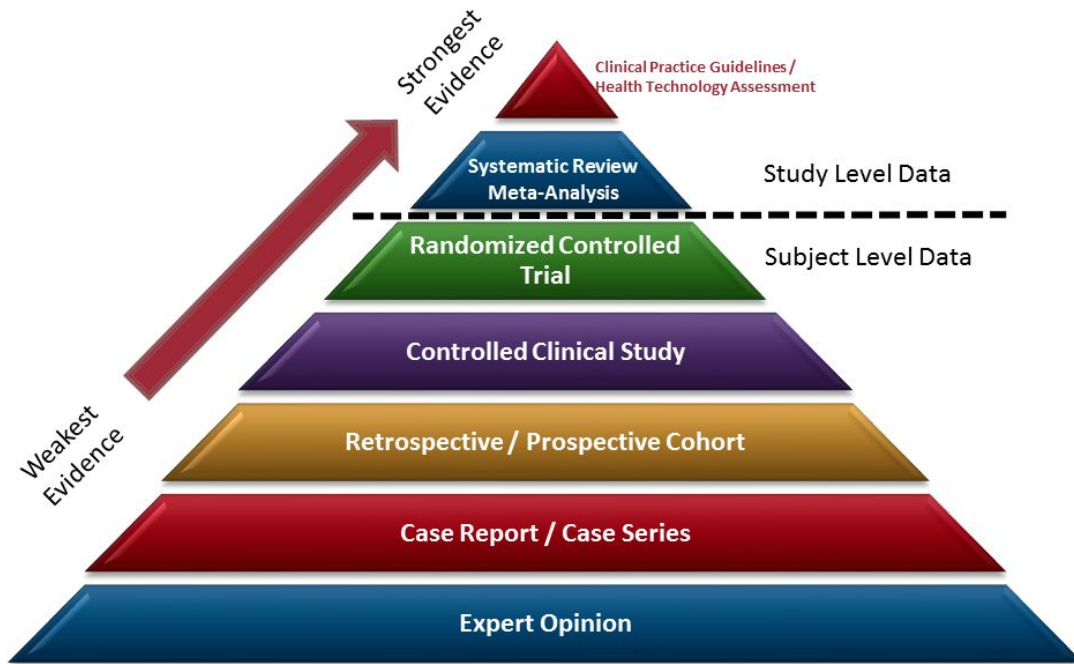 Strongest
Evidence
Clinical Practice Guidelines /
Health Technology Assessment
Systematic Review
Meta-Analysis
Study Level Data
Randomized Controlled
Trial
Subject Level Data
Controlled Clinical Study
Weakest
Evidence
Retrospective / Prospective Cohort
Case Report / Case Series
Expert Opinion